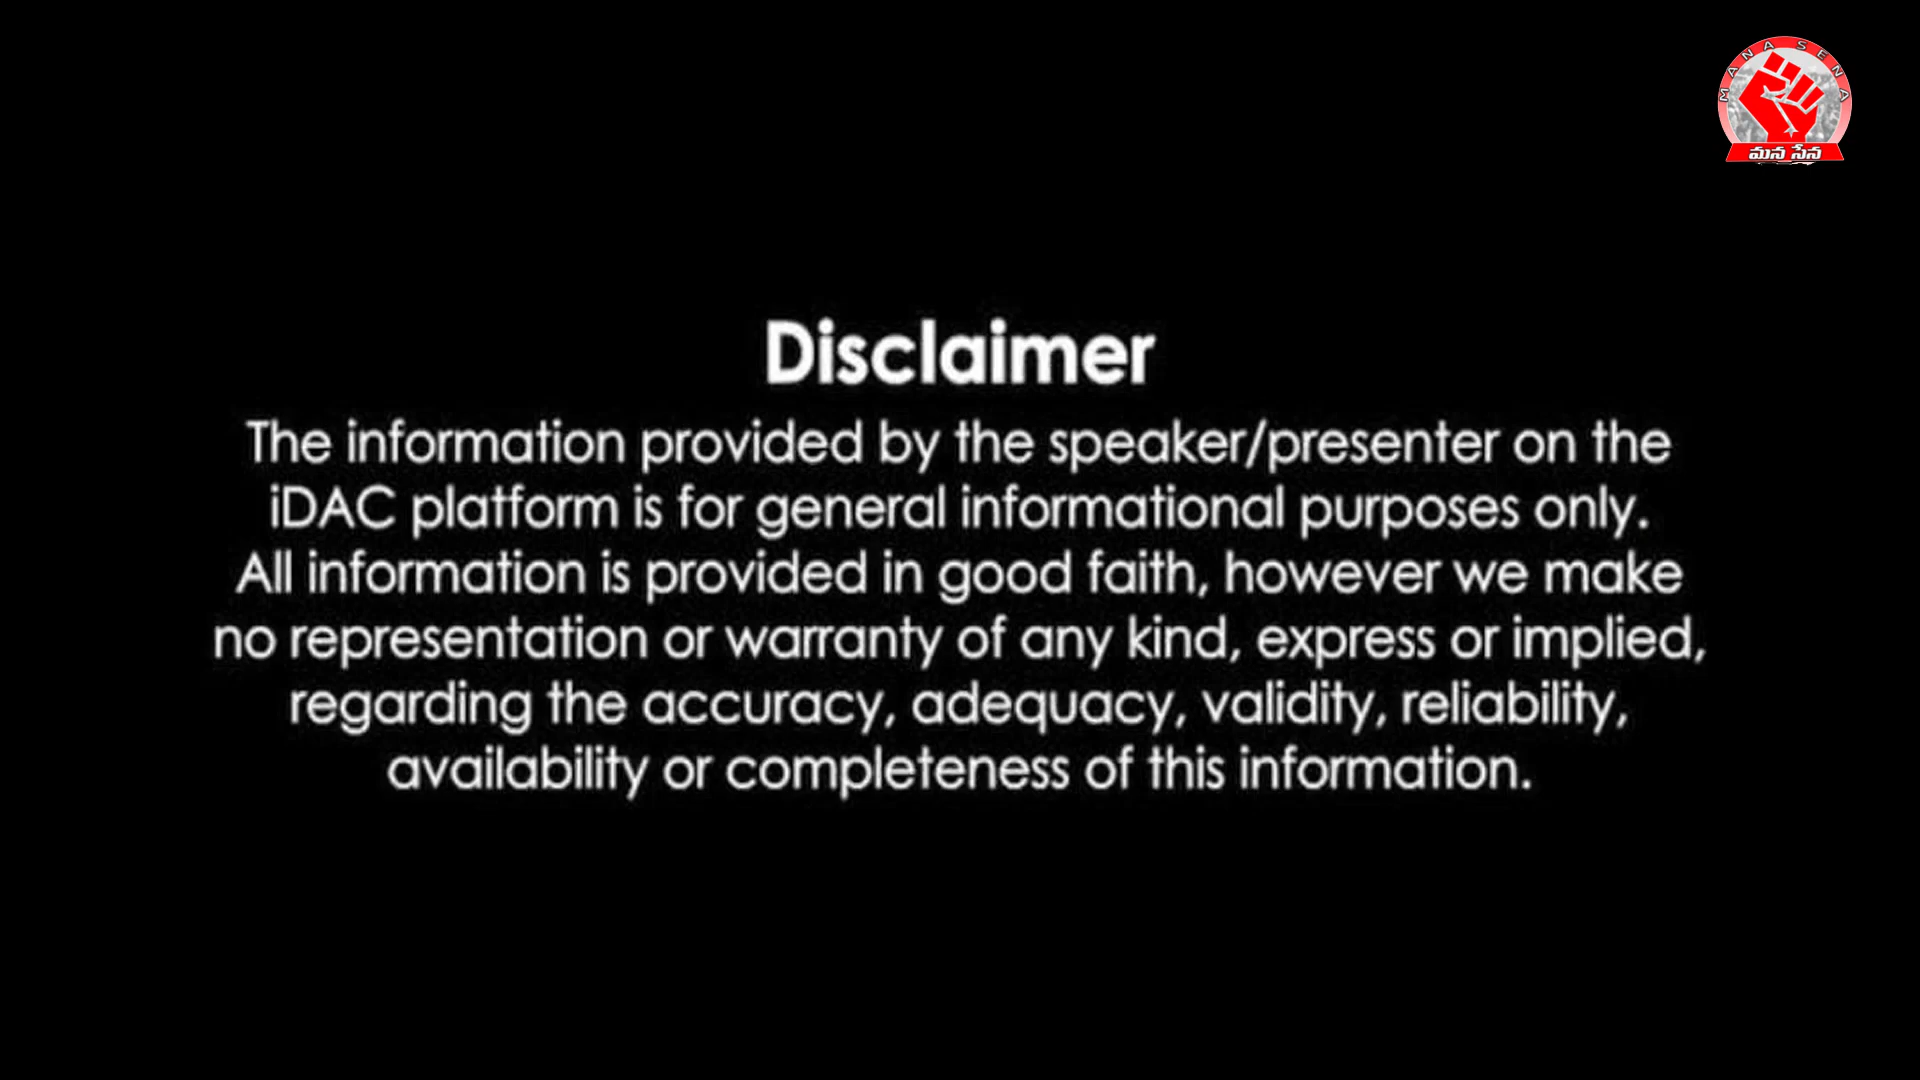 MANA SENA
మన సేన
Disclaimer
The information provided by the speaker/presenter on the
iDAC platform is for general informational purposes only.
All information is provided in good faith, however we make
no representation or warranty of any kind, express or implied,
regarding the accuracy, adequacy, validity, reliability,
availability or completeness of this information.